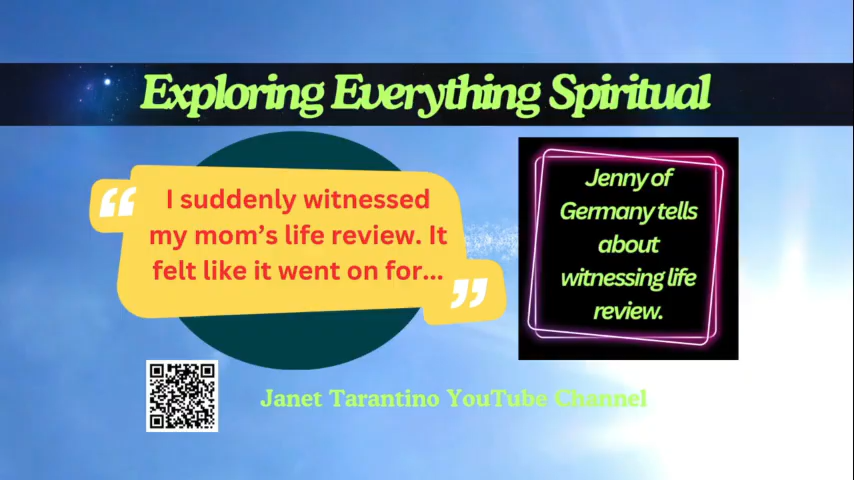 Exploring Everything Spiritual
“
I suddenly witnessed
my mom’s life review. It
felt like it went on for...
”
Jenny of
Germany tells
about
witnessing life
review.
Janet Tarantino YouTube Channel